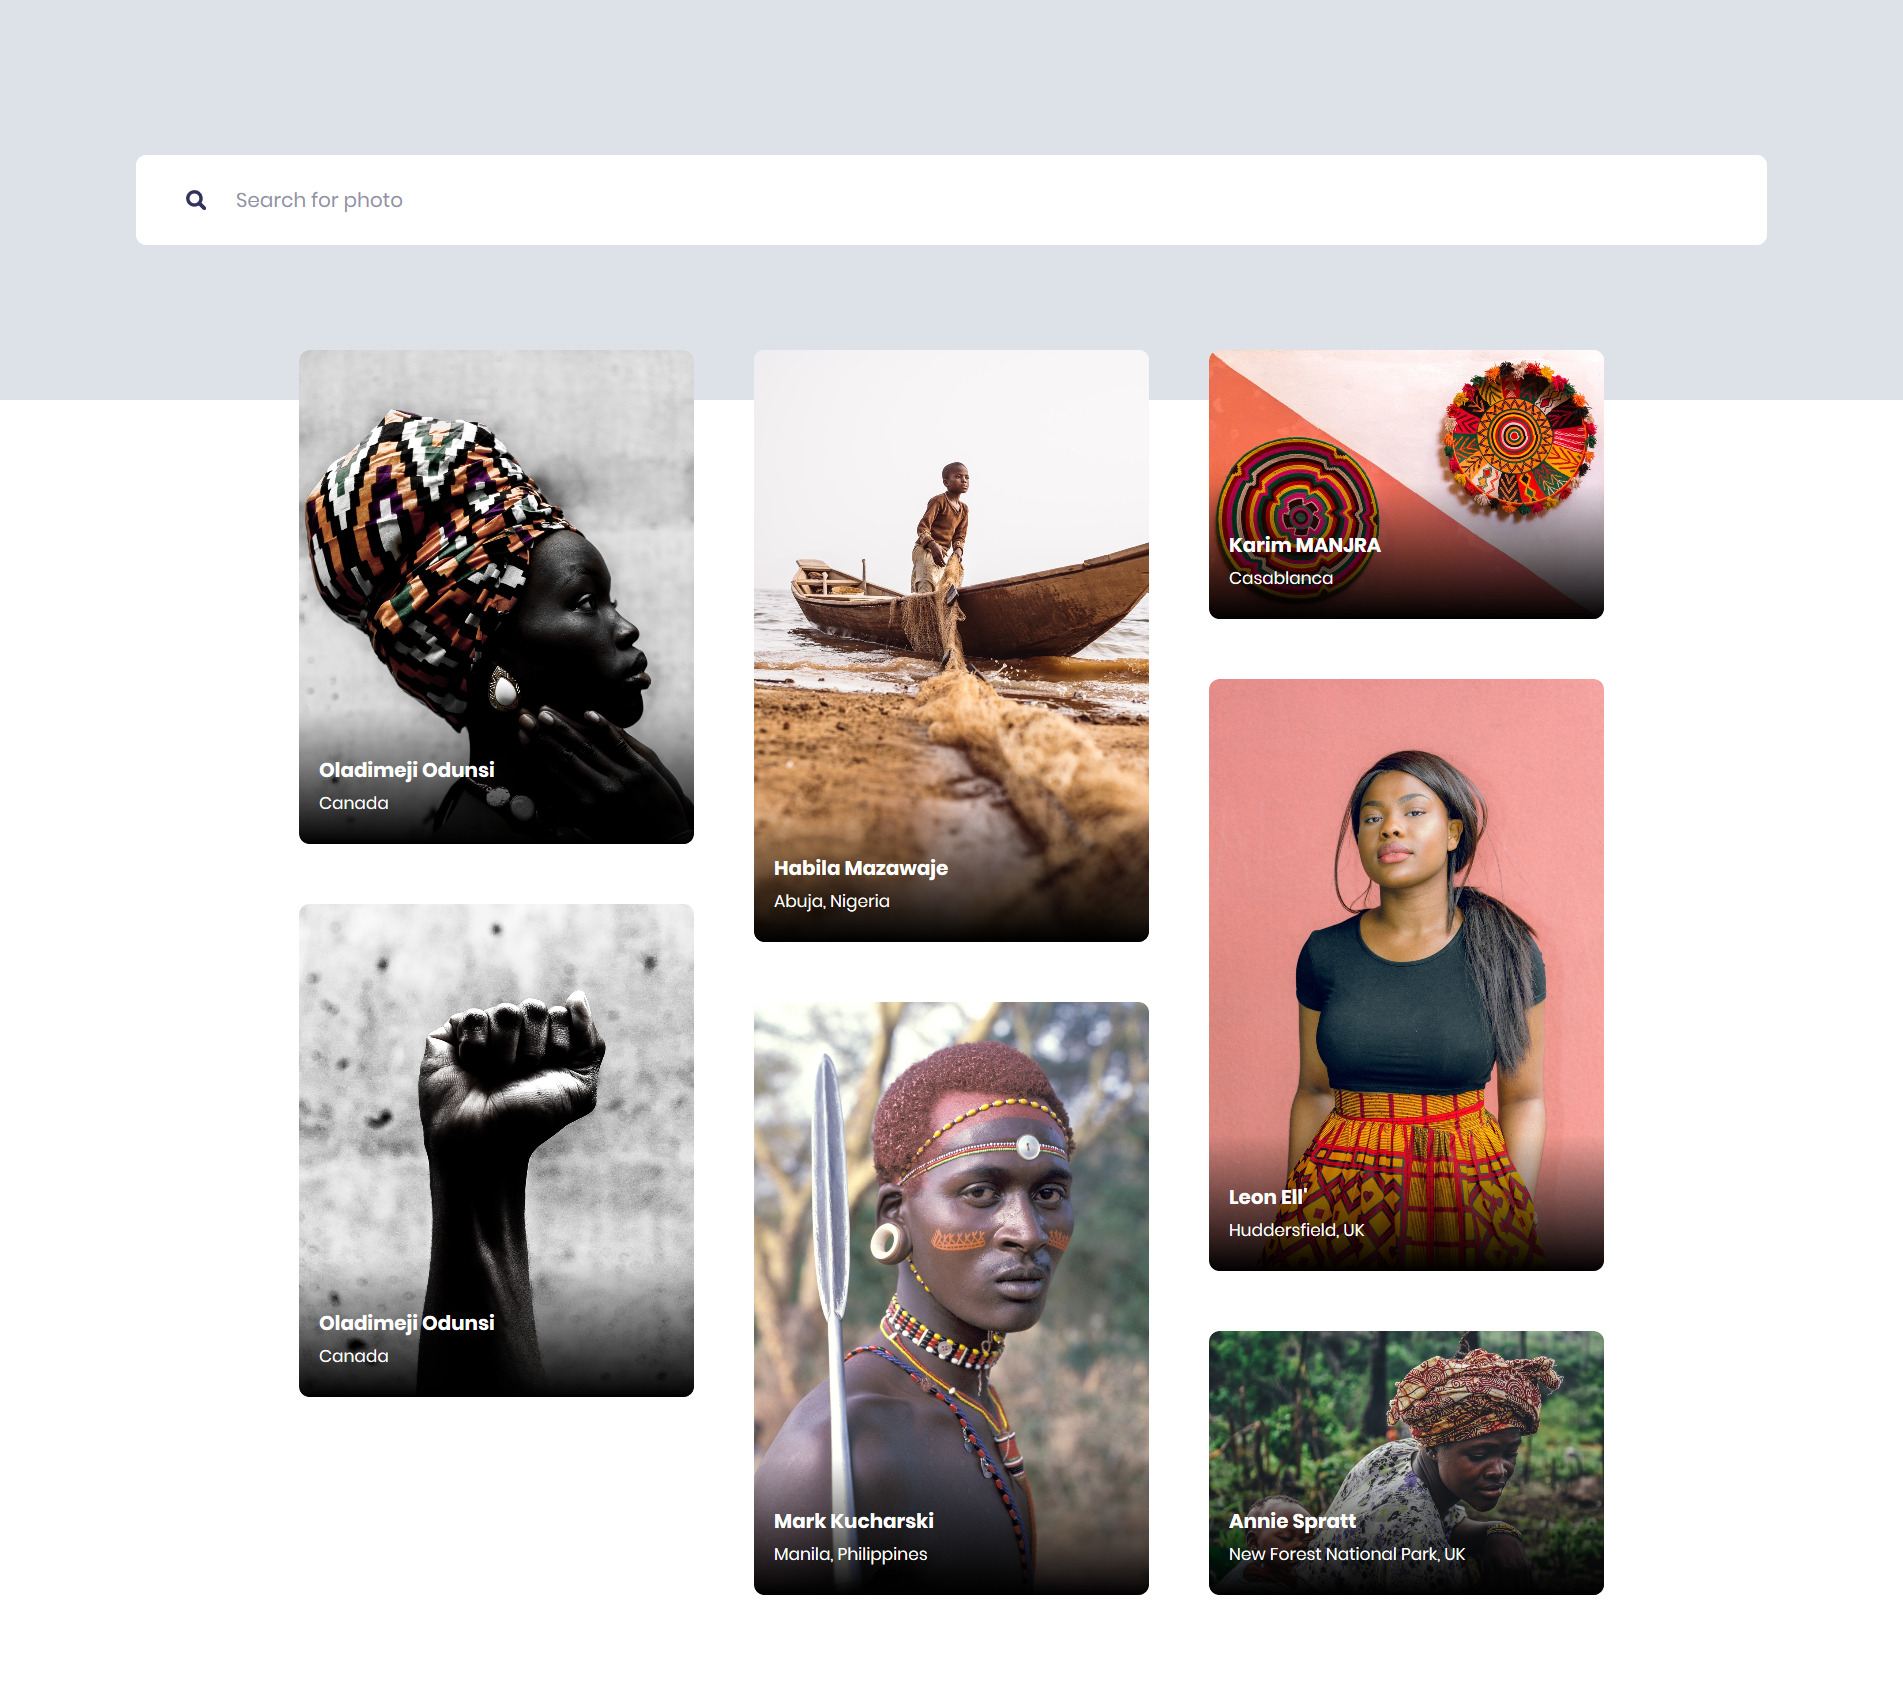 Search for photo
Oladimeji Odunsi
Canada
Oladimeji Odunsi
Canada
Habila Mazawaje
Abuja, Nigeria
Mark Kucharski
Manila, Philippines
Karim MANJRA
Casablanca
Leon Ell'
Huddersfield, UK
Annie Spratt
New Forest National Park, UK